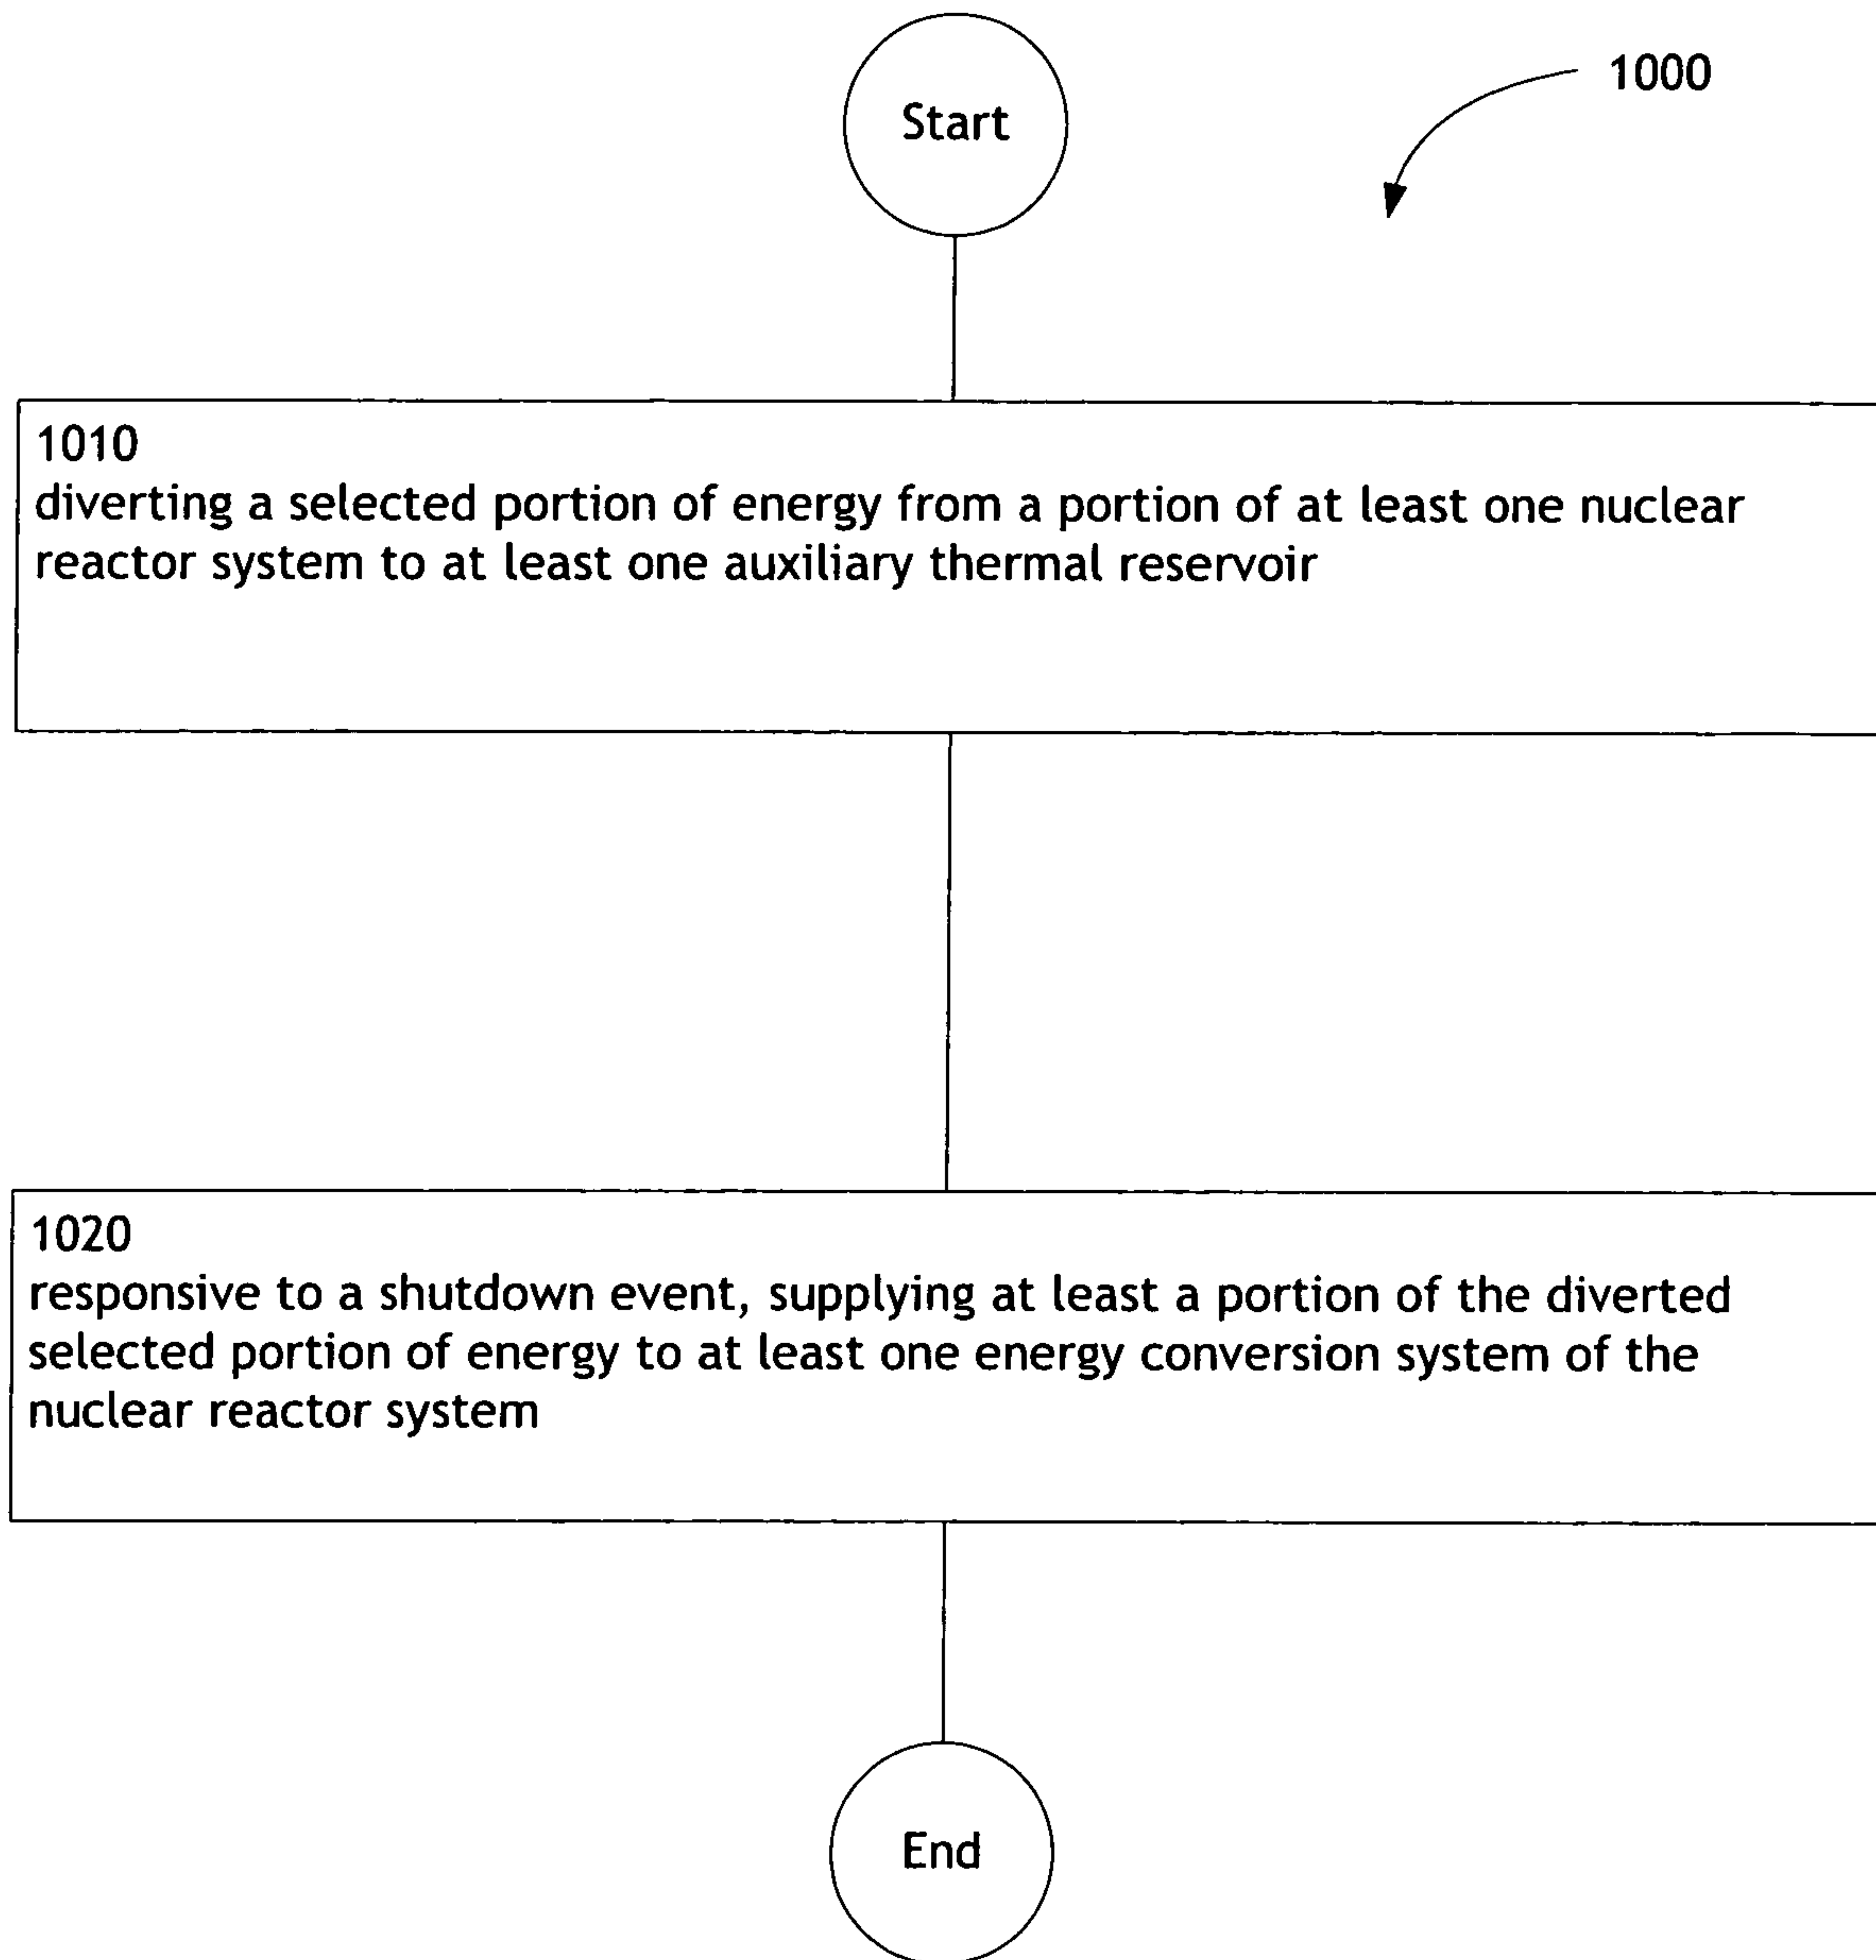 Start
1000
1010
diverting a selected portion of energy from a portion of at least one nuclear
reactor system to at least one auxiliary thermal reservoir
1020
responsive to a shutdown event, supplying at least a portion of the diverted
selected portion of energy to at least one energy conversion system of the
nuclear reactor system
End